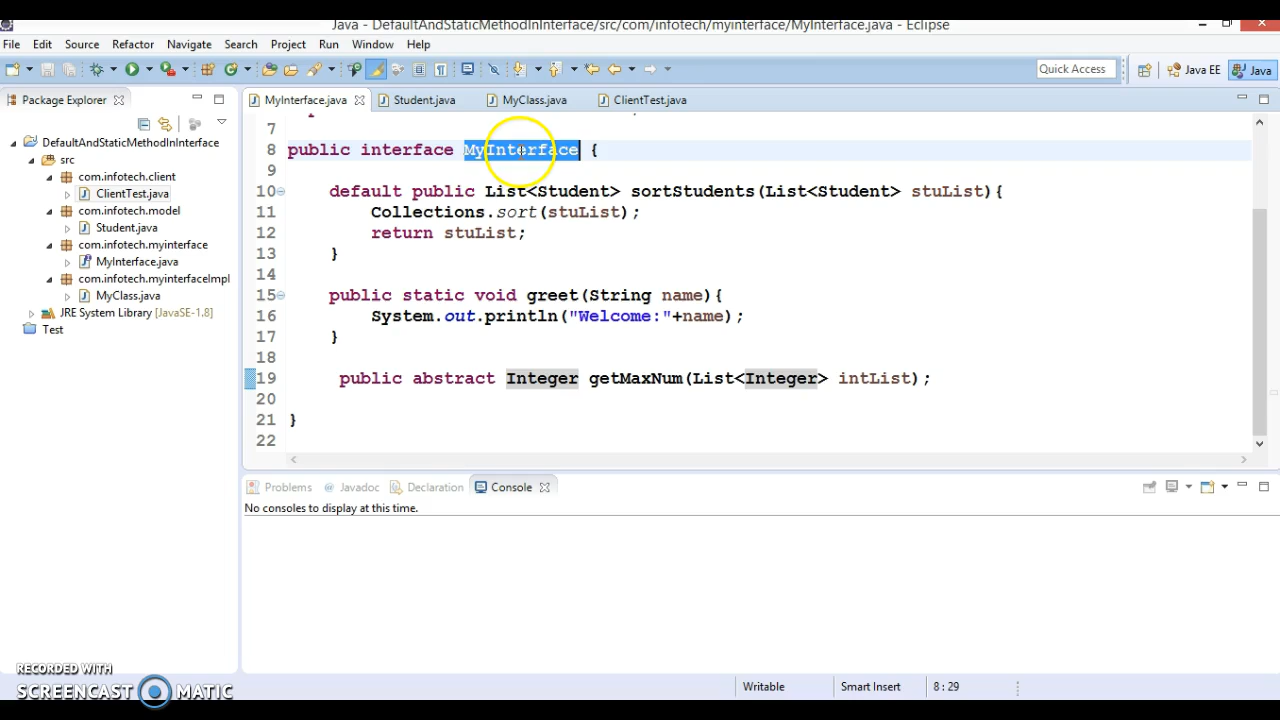 Java - DefaultAndStaticMethodInInterface/src/com/infotech/myinterface/MyInterface.java - Eclipse
File Edit Source Refactor Navigate Search Project Run Window Help
Quick Access Java EE Java
Package Explorer
DefaultAndStaticMethodInInterface
src
com.infotech.client
ClientTest.java
com.infotech.model
Student.java
com.infotech.myinterface
MyInterface.java
com.infotech.myinterfaceImpl
MyClass.java
JRE System Library [JavaSE-1.8]
Test
MyInterface.java Student.java MyClass.java ClientTest.java
7
8 public interface MyInterface {
9
10 default public List<Student> sortStudents(List<Student> stuList){
11 Collections.sort(stuList);
12 return stuList;
13 }
14
15 public static void greet(String name){
16 System.out.println("Welcome:"+name);
17 }
18
19 public abstract Integer getMaxNum(List<Integer> intList);
20
21 }
22
Problems Javadoc Declaration Console
No consoles to display at this time.
Writable Smart Insert 8 : 29
RECORDED WITH
SCREENCAST MATIC